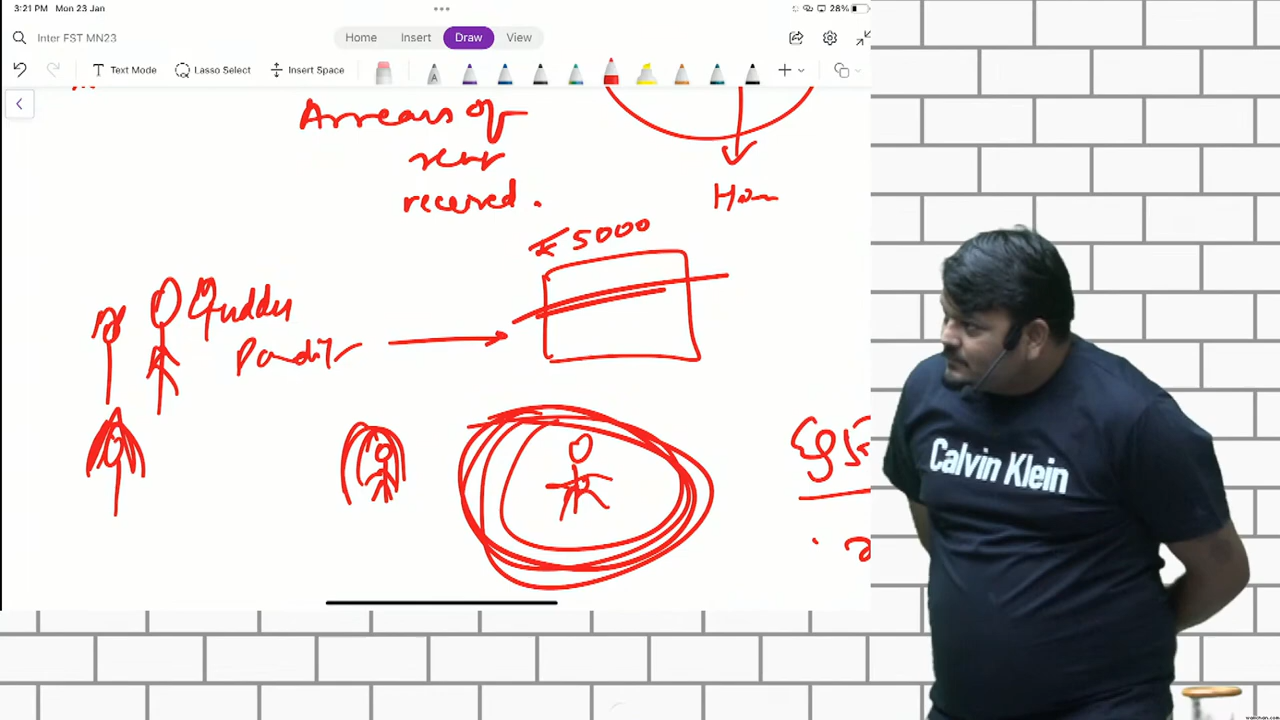 3:21 PM Mon 23 Jan
28%
Inter FST MN23
Home Insert Draw View
Text Mode Lasso Select Insert Space
A
Arrears of
rent
received.
₹ 5000
Guddu
Pandit
Calvin Klein